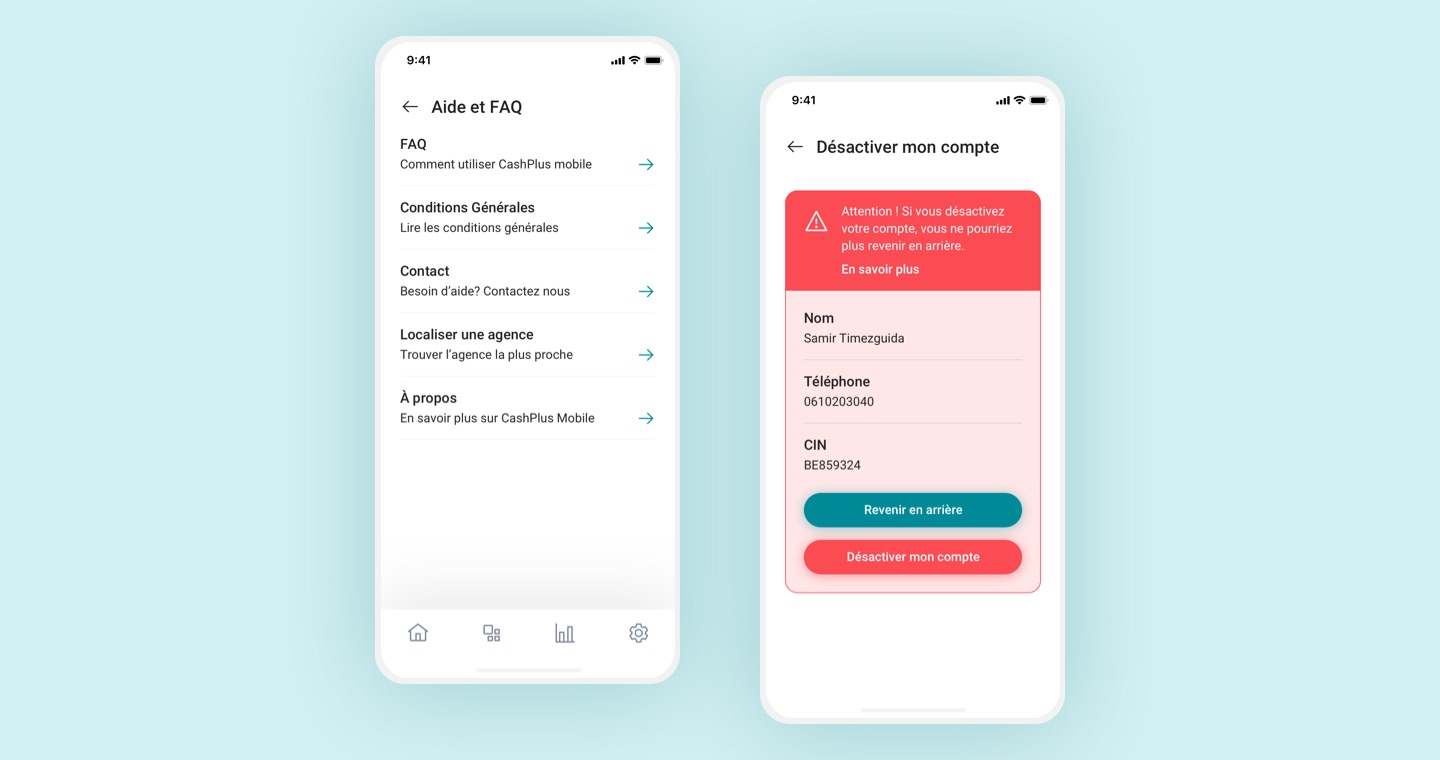 9:41
Aide et FAQ
FAQ
Comment utiliser CashPlus mobile
Conditions Générales
Lire les conditions générales
Contact
Besoin d'aide? Contactez nous
Localiser une agence
Trouver l'agence la plus proche
À propos
En savoir plus sur CashPlus Mobile
9:41
Désactiver mon compte
Attention ! Si vous désactivez
votre compte, vous ne pourriez
plus revenir en arrière.
En savoir plus
Nom
Samir Timezguida
Téléphone
0610203040
CIN
BE859324
Revenir en arrière
Désactiver mon compte